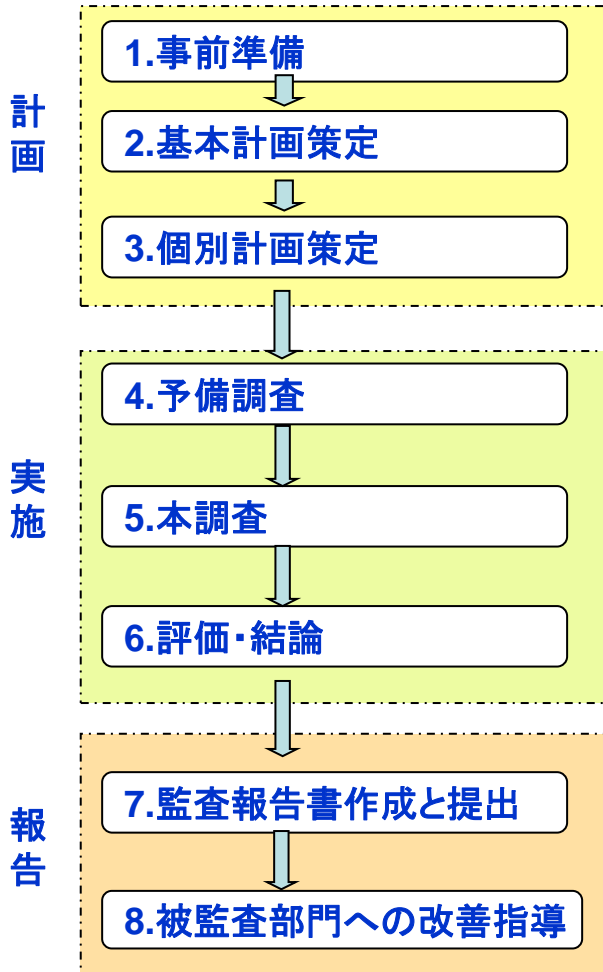 計画
1.事前準備
2.基本計画策定
3.個別計画策定
実施
4.予備調査
5.本調査
6.評価・結論
報告
7.監査報告書作成と提出
8.被監査部門への改善指導